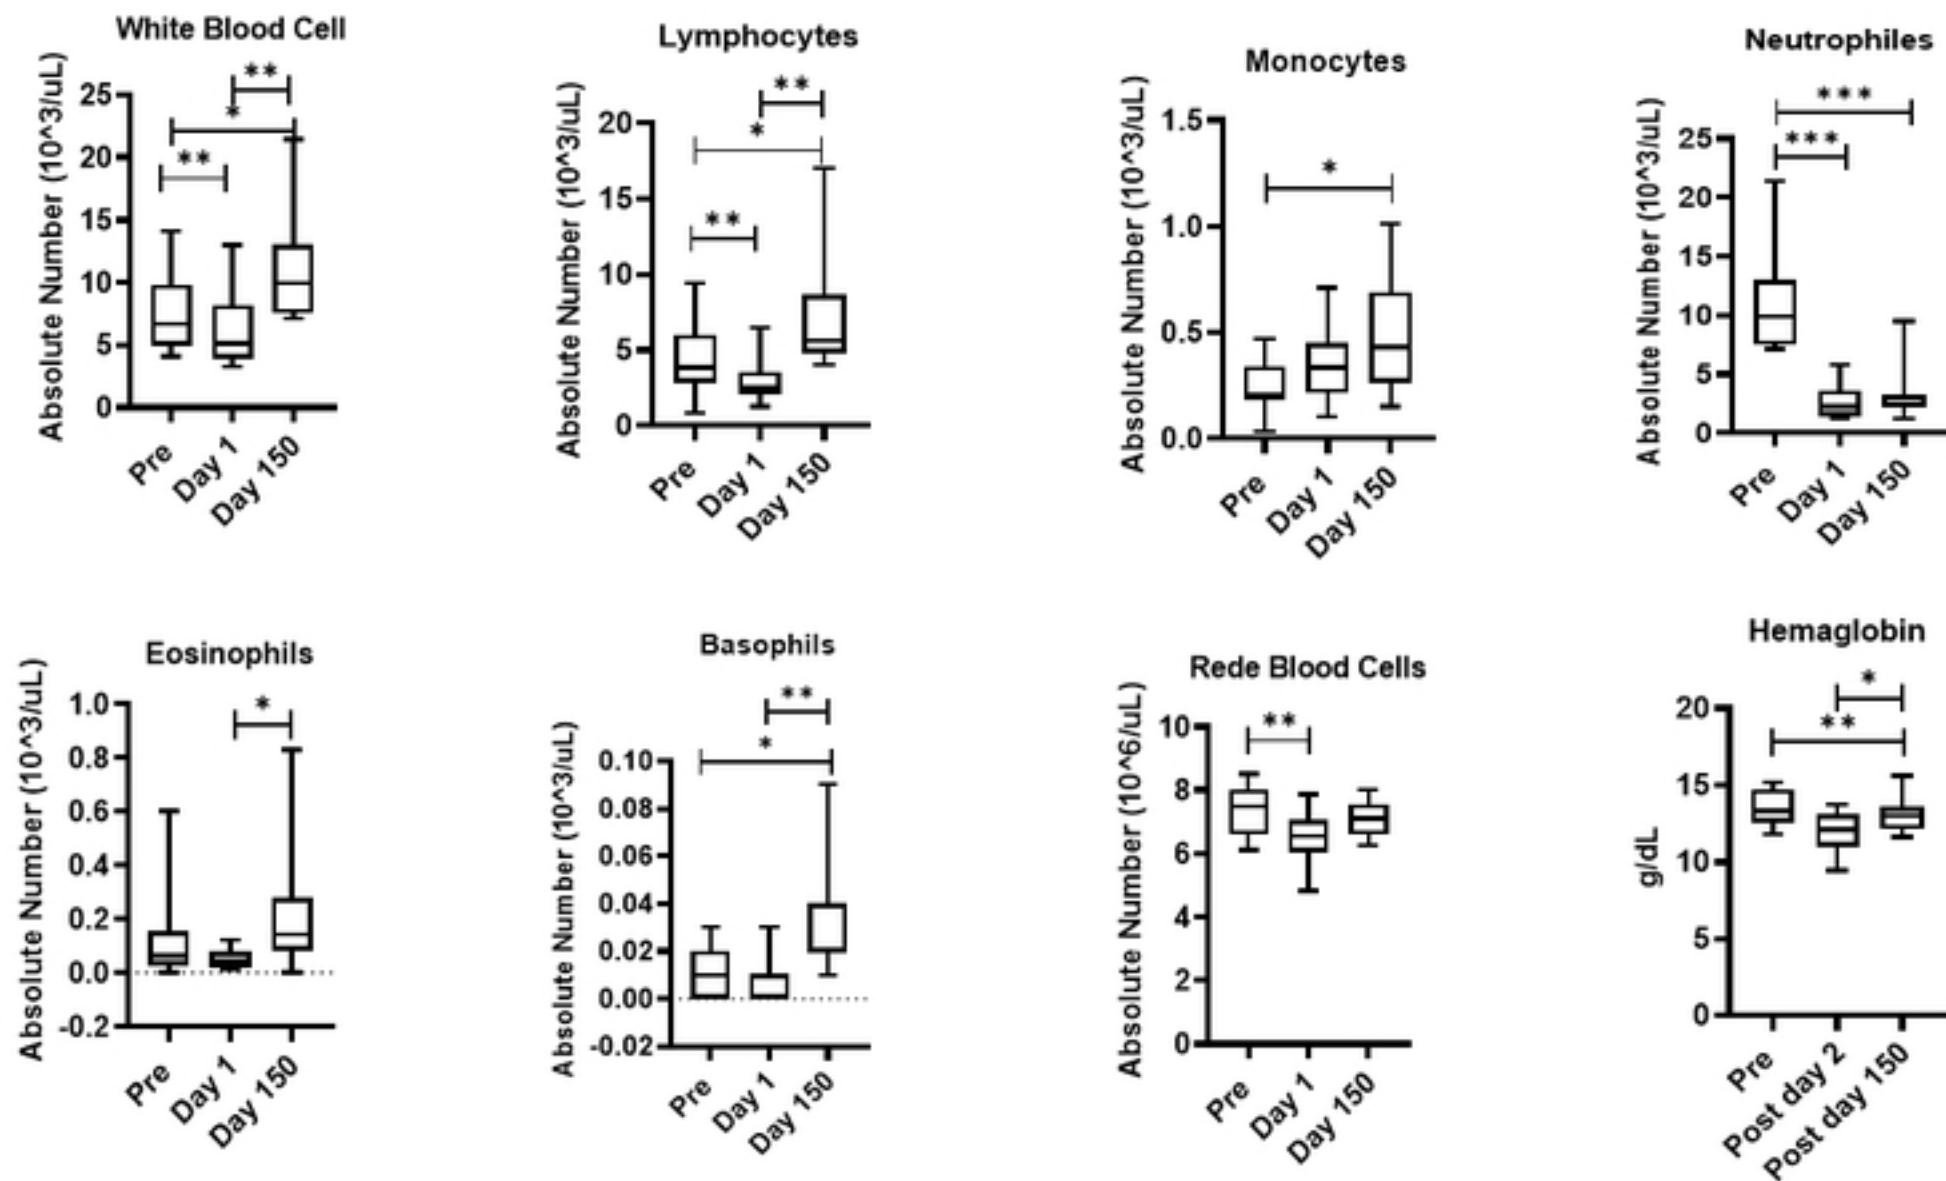 White Blood Cell
Absolute Number (10^3/uL)
25
20
15
10
5
0
**
*
**
Pre
Day 1
Day 150
Lymphocytes
Absolute Number (10^3/uL)
20
15
10
5
0
**
*
**
Pre
Day 1
Day 150
Monocytes
Absolute Number (10^3/uL)
1.5
1.0
0.5
0.0
*
Pre
Day 1
Day 150
Neutrophiles
Absolute Number (10^3/uL)
25
20
15
10
5
0
***
***
Pre
Day 1
Day 150
Eosinophils
Absolute Number (10^3/uL)
1.0
0.8
0.6
0.4
0.2
0.0
-0.2
*
Pre
Day 1
Day 150
Basophils
Absolute Number (10^3/uL)
0.10
0.08
0.06
0.04
0.02
0.00
-0.02
**
*
Pre
Day 1
Day 150
Rede Blood Cells
Absolute Number (10^6/uL)
10
8
6
4
2
0
**
Pre
Day 1
Day 150
Hemaglobin
g/dL
20
15
10
5
0
*
**
Pre
Post day 2
Post day 150